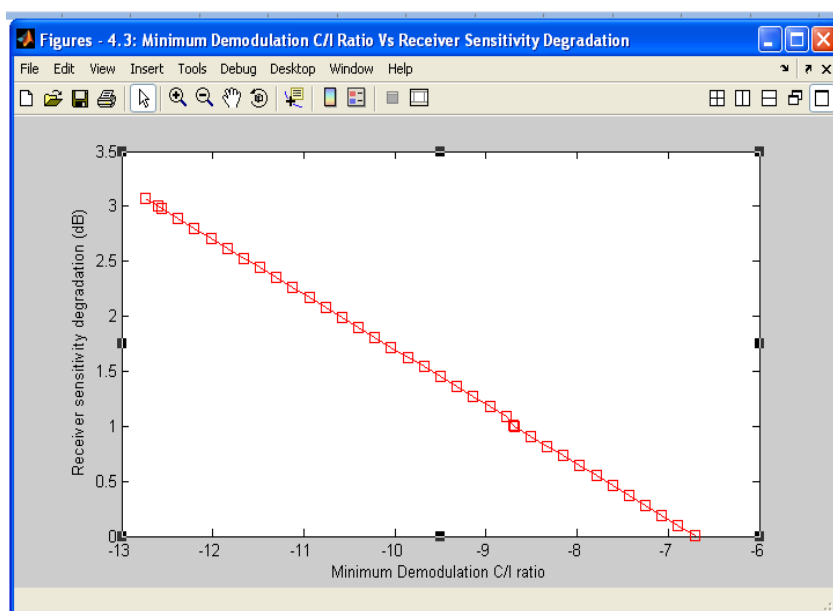 Figures - 4.3: Minimum Demodulation C/I Ratio Vs Receiver Sensitivity Degradation
File Edit View Insert Tools Debug Desktop Window Help
3.5
3
2.5
2
1.5
1
0.5
0
Receiver sensitivity degradation (dB)
-13 -12 -11 -10 -9 -8 -7 -6
Minimum Demodulation C/I ratio